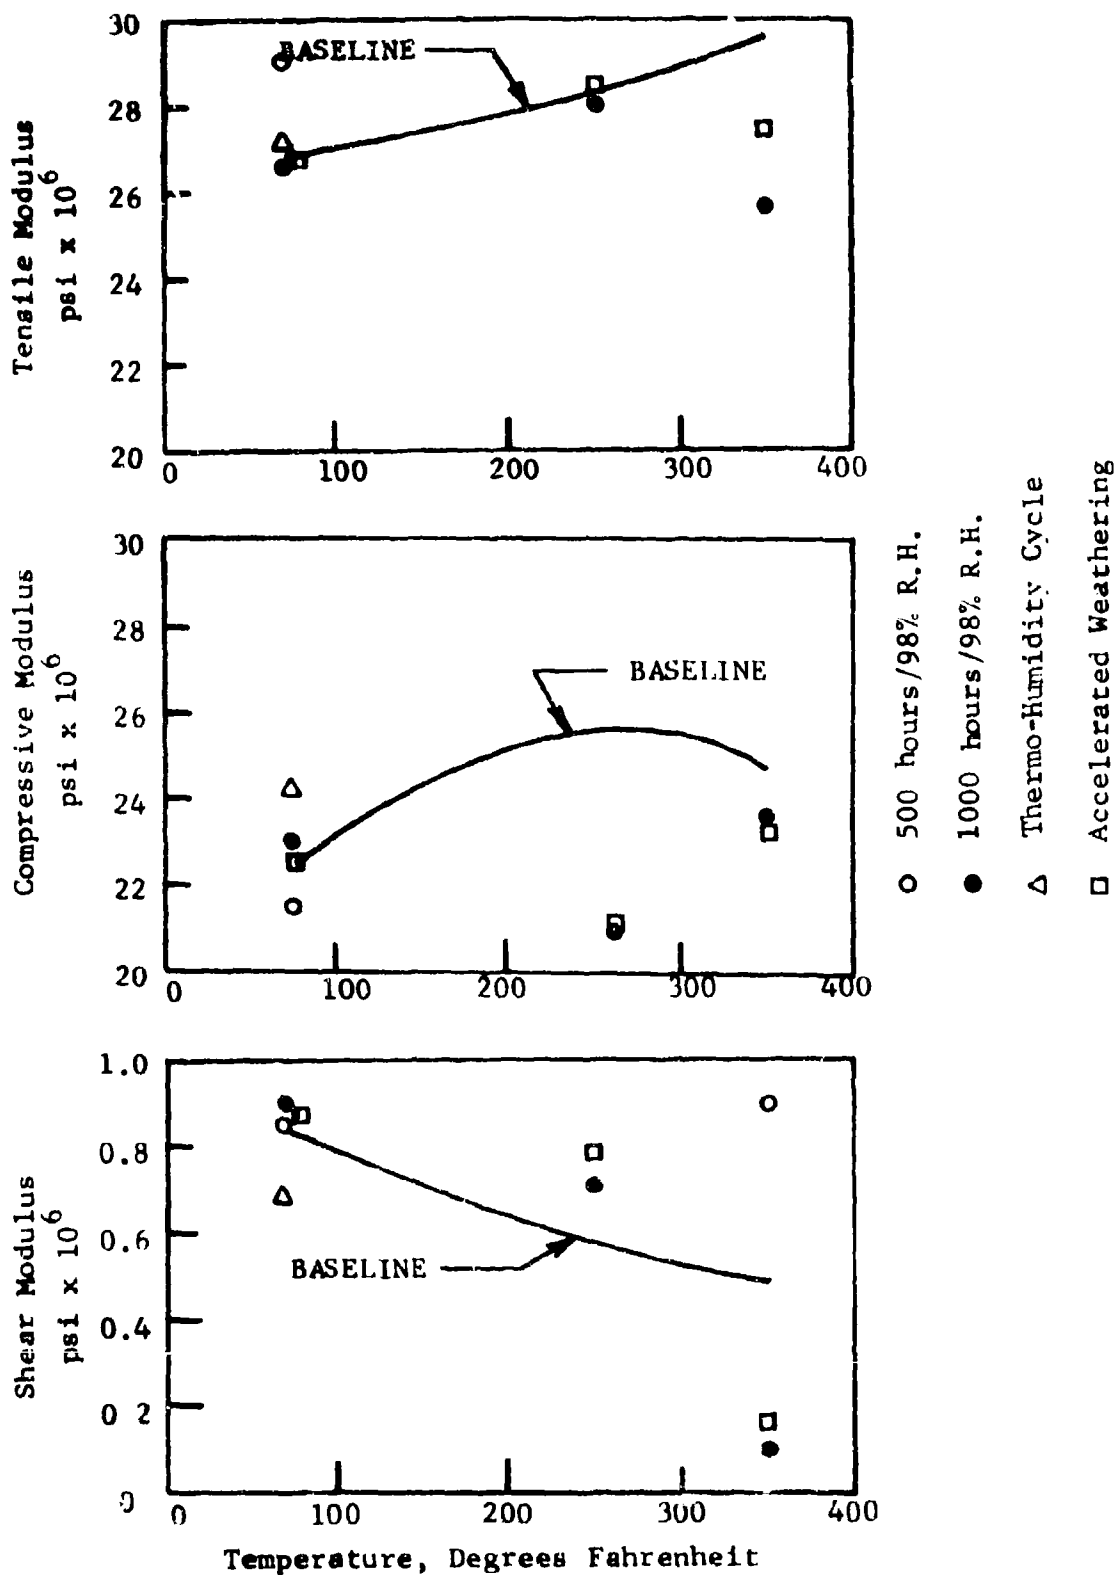 Tensile Modulus
psi x 10^6
30
28
26
24
22
20
BASELINE
0 100 200 300 400
Compressive Modulus
psi x 10^6
30
28
26
24
22
20
BASELINE
0 100 200 300 400
Shear Modulus
psi x 10^6
1.0
0.8
0.6
0.4
0 2
0
BASELINE
0 100 200 300 400
Temperature, Degrees Fahrenheit
500 hours/98% R.H.
1000 hours/98% R.H.
Thermo-Humidity Cycle
Accelerated Weathering